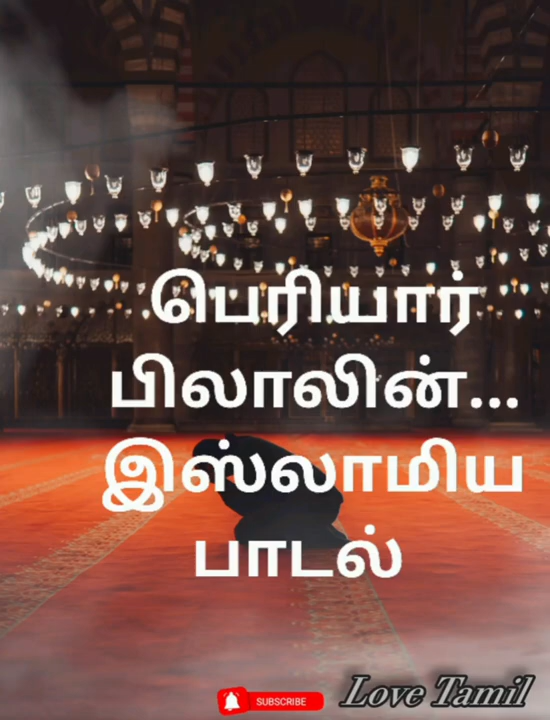 பெரியார்
பிலாலின்...
இஸ்லாமிய
பாடல்
SUBSCRIBE
Love Tamil